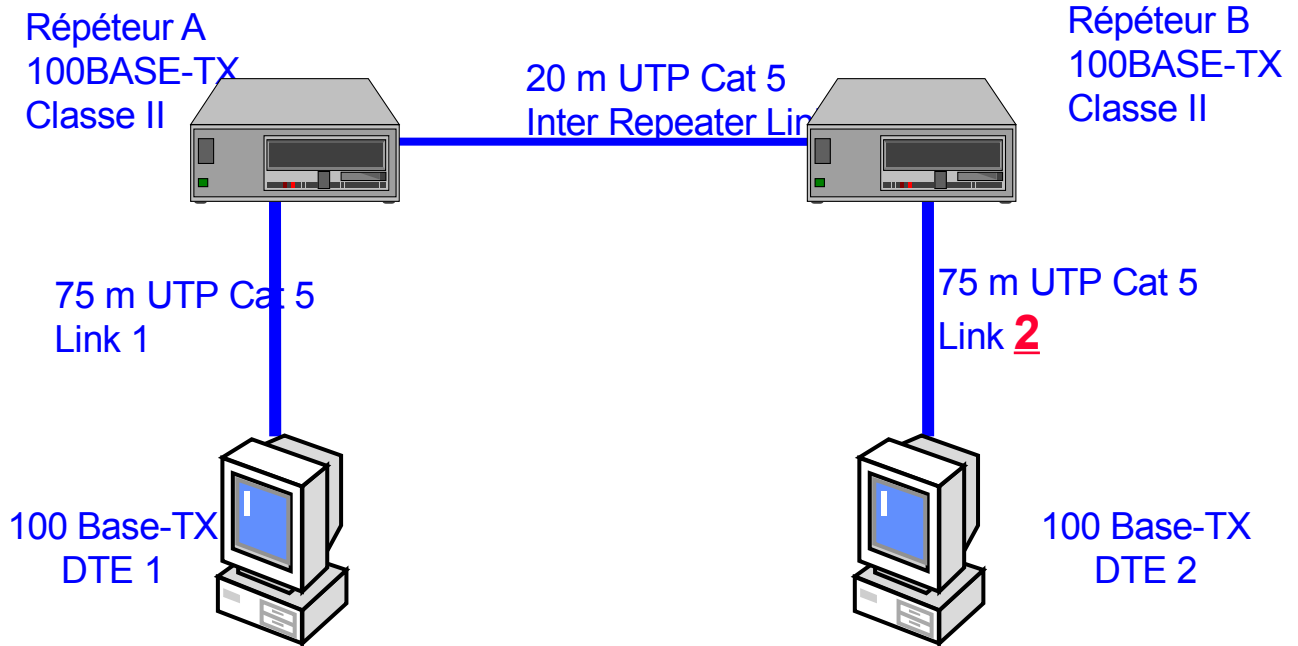 Répéteur A
100BASE-TX
Classe II
20 m UTP Cat 5
Inter Repeater Lin
Répéteur B
100BASE-TX
Classe II
75 m UTP Cat 5
Link 1
75 m UTP Cat 5
Link 2
100 Base-TX
DTE 1
100 Base-TX
DTE 2